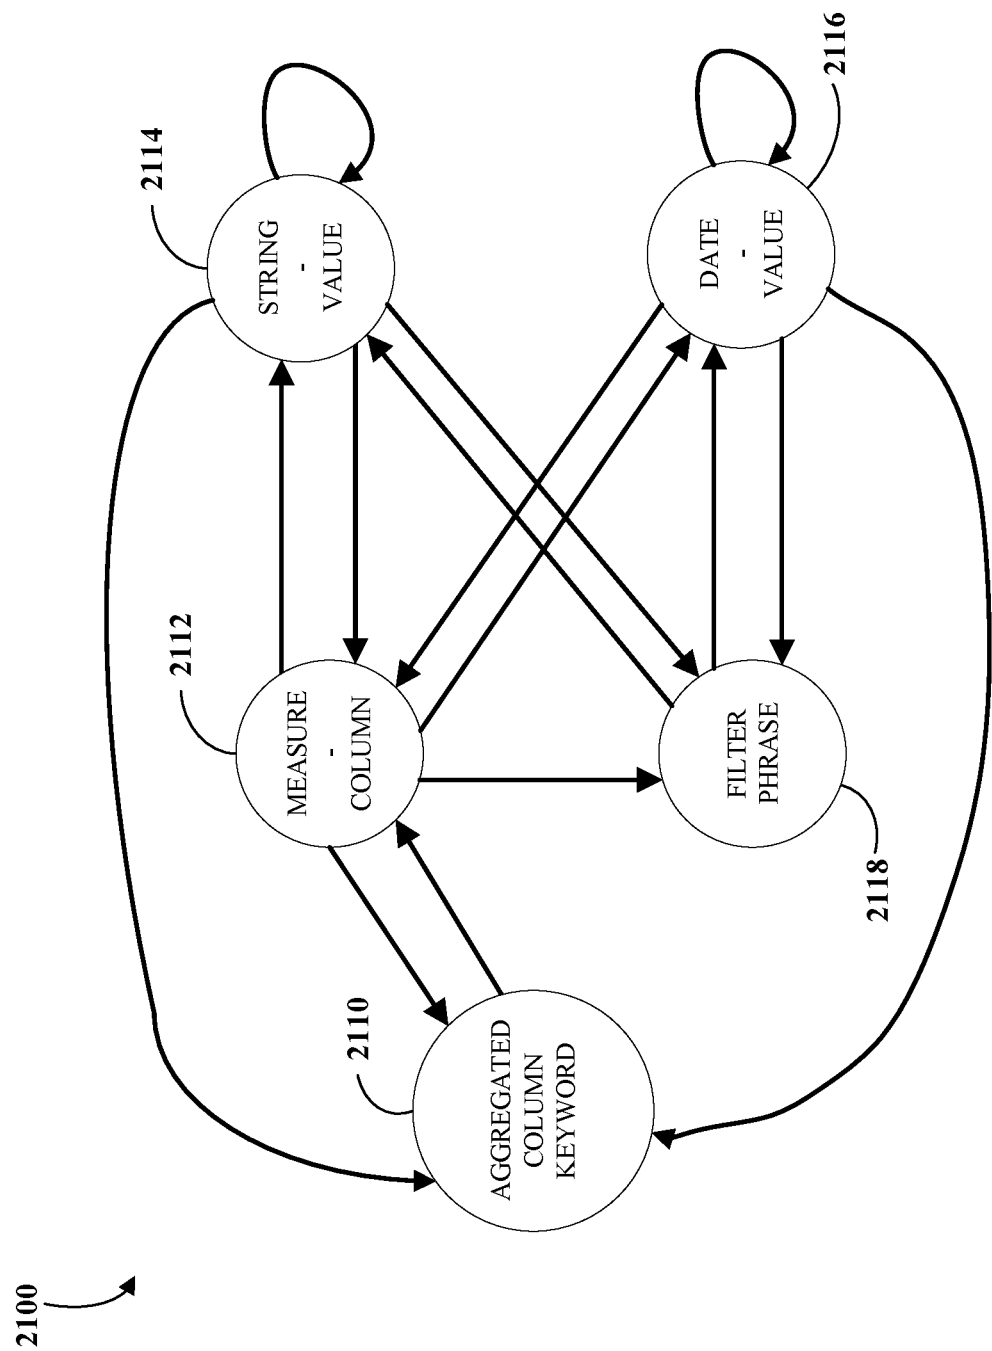 2100
2110
AGGREGATED
COLUMN
KEYWORD
2112
MEASURE
-
COLUMN
2114
STRING
-
VALUE
2118
FILTER
PHRASE
2116
DATE
-
VALUE